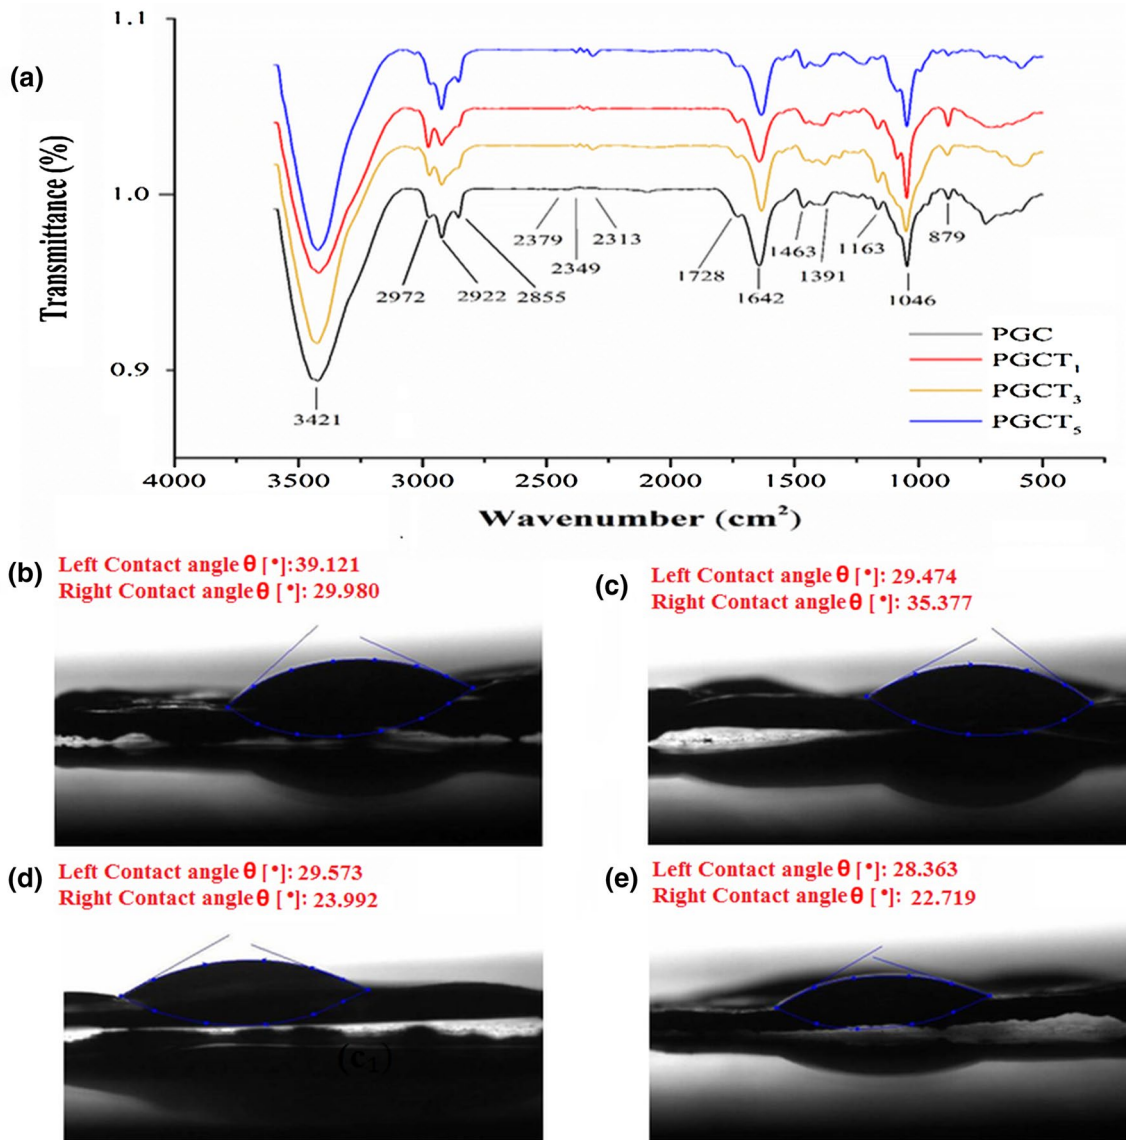 (a)
Transmittance (%)
1.1
1.0
0.9
2379
2349
2313
2972
2922
2855
1728
1642
1463
1391
1163
1046
879
3421
PGC
PGCT₁
PGCT₃
PGCT₅
4000 3500 3000 2500 2000 1500 1000 500
Wavenumber (cm²)
(b)
Left Contact angle θ [°]:39.121
Right Contact angle θ [°]: 29.980
(c)
Left Contact angle θ [°]: 29.474
Right Contact angle θ [°]: 35.377
(d)
Left Contact angle θ [°]: 29.573
Right Contact angle θ [°]: 23.992
(c₁)
(e)
Left Contact angle θ [°]: 28.363
Right Contact angle θ [°]: 22.719